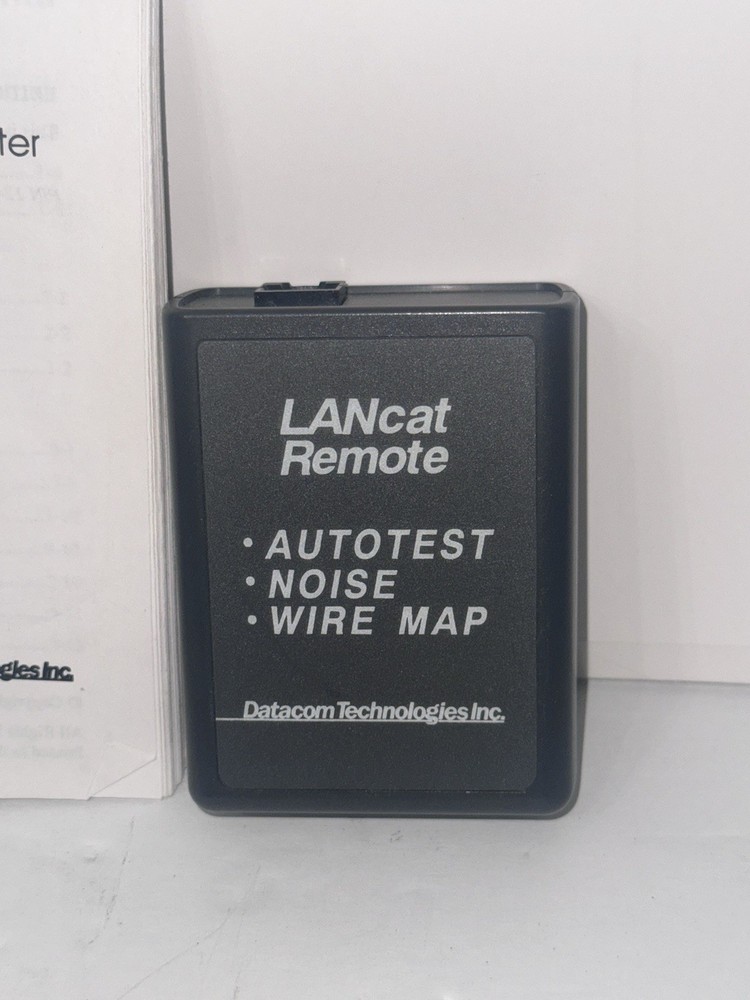 ter
gies Inc.
LANcat
Remote
• AUTOTEST
• NOISE
• WIRE MAP
Datacom Technologies Inc.